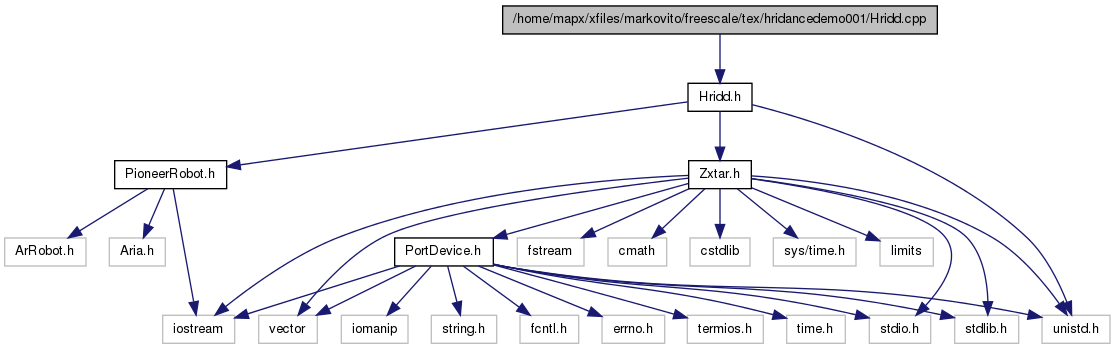 /home/mapx/xfiles/markovito/freescale/tex/hridancedemo001/Hridd.cpp
Hridd.h
PioneerRobot.h
Zxtar.h
ArRobot.h
Aria.h
PortDevice.h
fstream
cmath
cstdlib
sys/time.h
limits
iostream
vector
iomanip
string.h
fcntl.h
errno.h
termios.h
time.h
stdio.h
stdlib.h
unistd.h